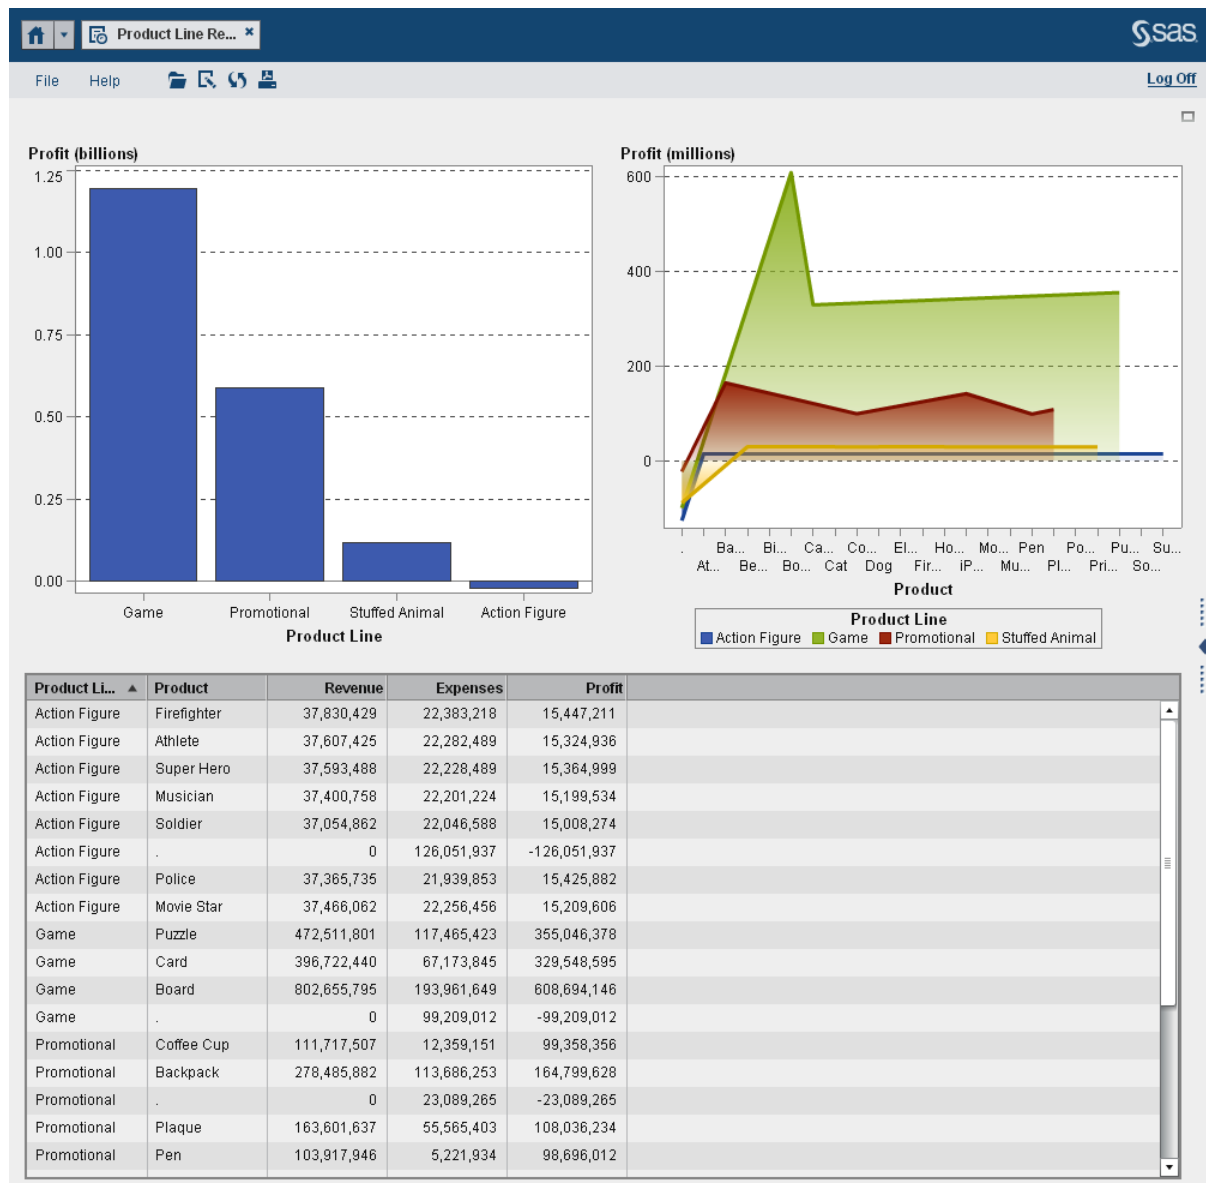 Product Line Re... ×
sas
File Help
Log Off
Profit (billions)
1.25
1.00
0.75
0.50
0.25
0.00
Game Promotional Stuffed Animal Action Figure
Product Line
Profit (millions)
600
400
200
0
. Ba... Bi... Ca... Co... El... Ho... Mo... Pen Po... Pu... Su...
At... Be... Bo... Cat Dog Fir... iP... Mu... Pl... Pri... So...
Product
Product Line
Action Figure Game Promotional Stuffed Animal
Product Li... Product Revenue Expenses Profit
Action Figure Firefighter 37,830,429 22,383,218 15,447,211
Action Figure Athlete 37,607,425 22,282,489 15,324,936
Action Figure Super Hero 37,593,488 22,228,489 15,364,999
Action Figure Musician 37,400,758 22,201,224 15,199,534
Action Figure Soldier 37,054,862 22,046,588 15,008,274
Action Figure . 0 126,051,937 -126,051,937
Action Figure Police 37,365,735 21,939,853 15,425,882
Action Figure Movie Star 37,466,062 22,256,456 15,209,606
Game Puzzle 472,511,801 117,465,423 355,046,378
Game Card 396,722,440 67,173,845 329,548,595
Game Board 802,655,795 193,961,649 608,694,146
Game . 0 99,209,012 -99,209,012
Promotional Coffee Cup 111,717,507 12,359,151 99,358,356
Promotional Backpack 278,485,882 113,686,253 164,799,628
Promotional . 0 23,089,265 -23,089,265
Promotional Plaque 163,601,637 55,565,403 108,036,234
Promotional Pen 103,917,946 5,221,934 98,696,012